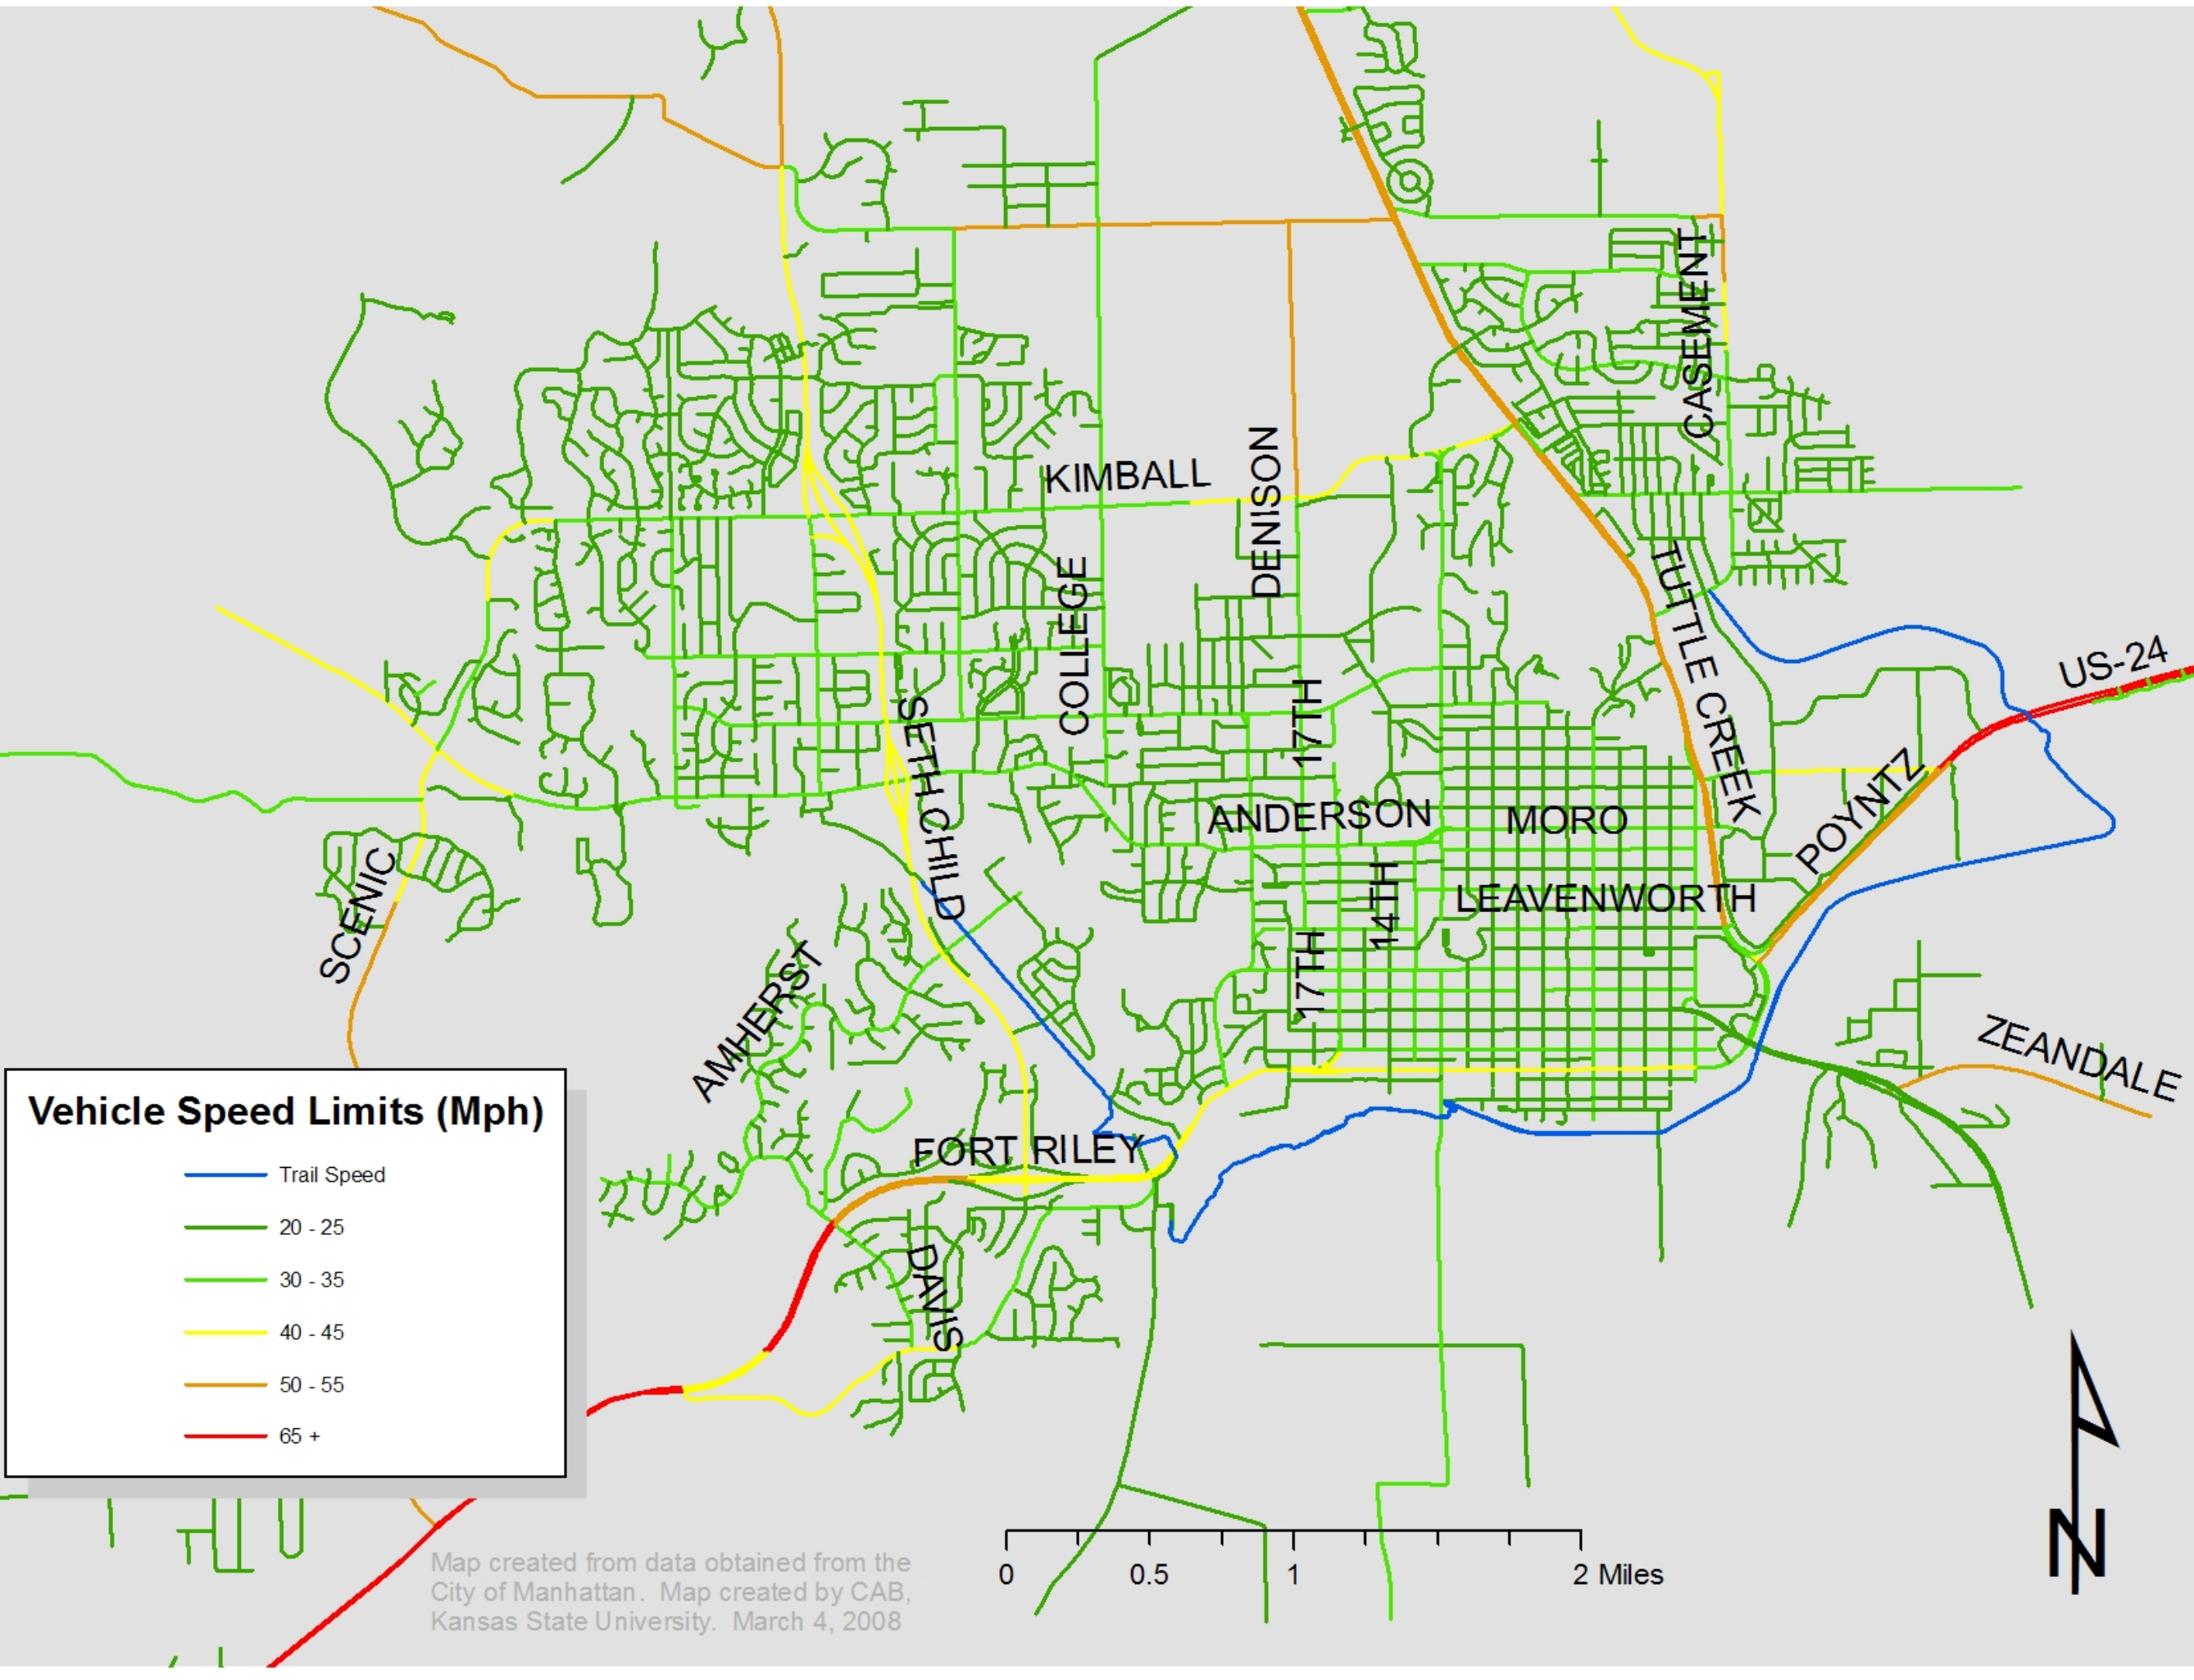 KIMBALL
DENISON
CASEMENT
COLLEGE
TUTTLE CREEK
US-24
SETH CHILD
17TH
ANDERSON
MORO
POYNTZ
SCENIC
14TH
LEAVENWORTH
AMHERST
17TH
ZEANDALE
FORT RILEY
DAVIS
Vehicle Speed Limits (Mph)
Trail Speed
20 - 25
30 - 35
40 - 45
50 - 55
65 +
Map created from data obtained from the
City of Manhattan. Map created by CAB,
Kansas State University. March 4, 2008
0 0.5 1 2 Miles
N